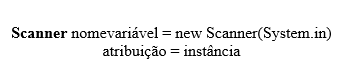 Scanner nomevariável = new Scanner(System.in)
atribuição = instância